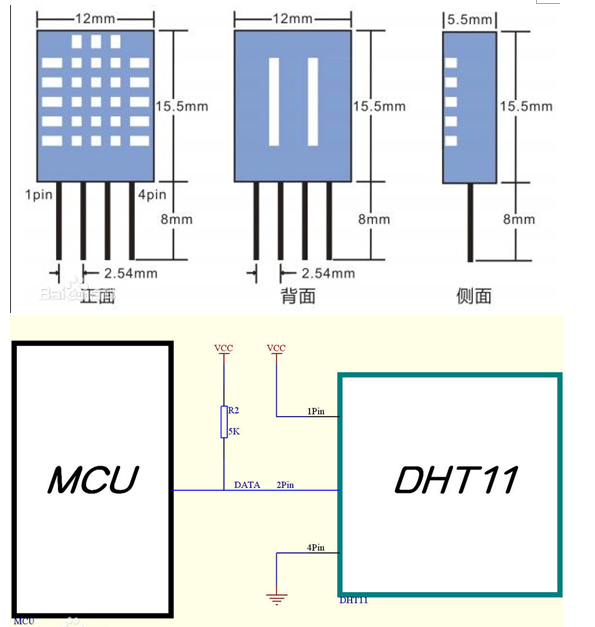 12mm
12mm
5.5mm
15.5mm
15.5mm
15.5mm
1pin
4pin
8mm
8mm
8mm
2.54mm
2.54mm
正面
背面
侧面
VCC
VCC
R2
5K
1Pin
MCU
DATA
2Pin
DHT11
4Pin
DHT11
MCU